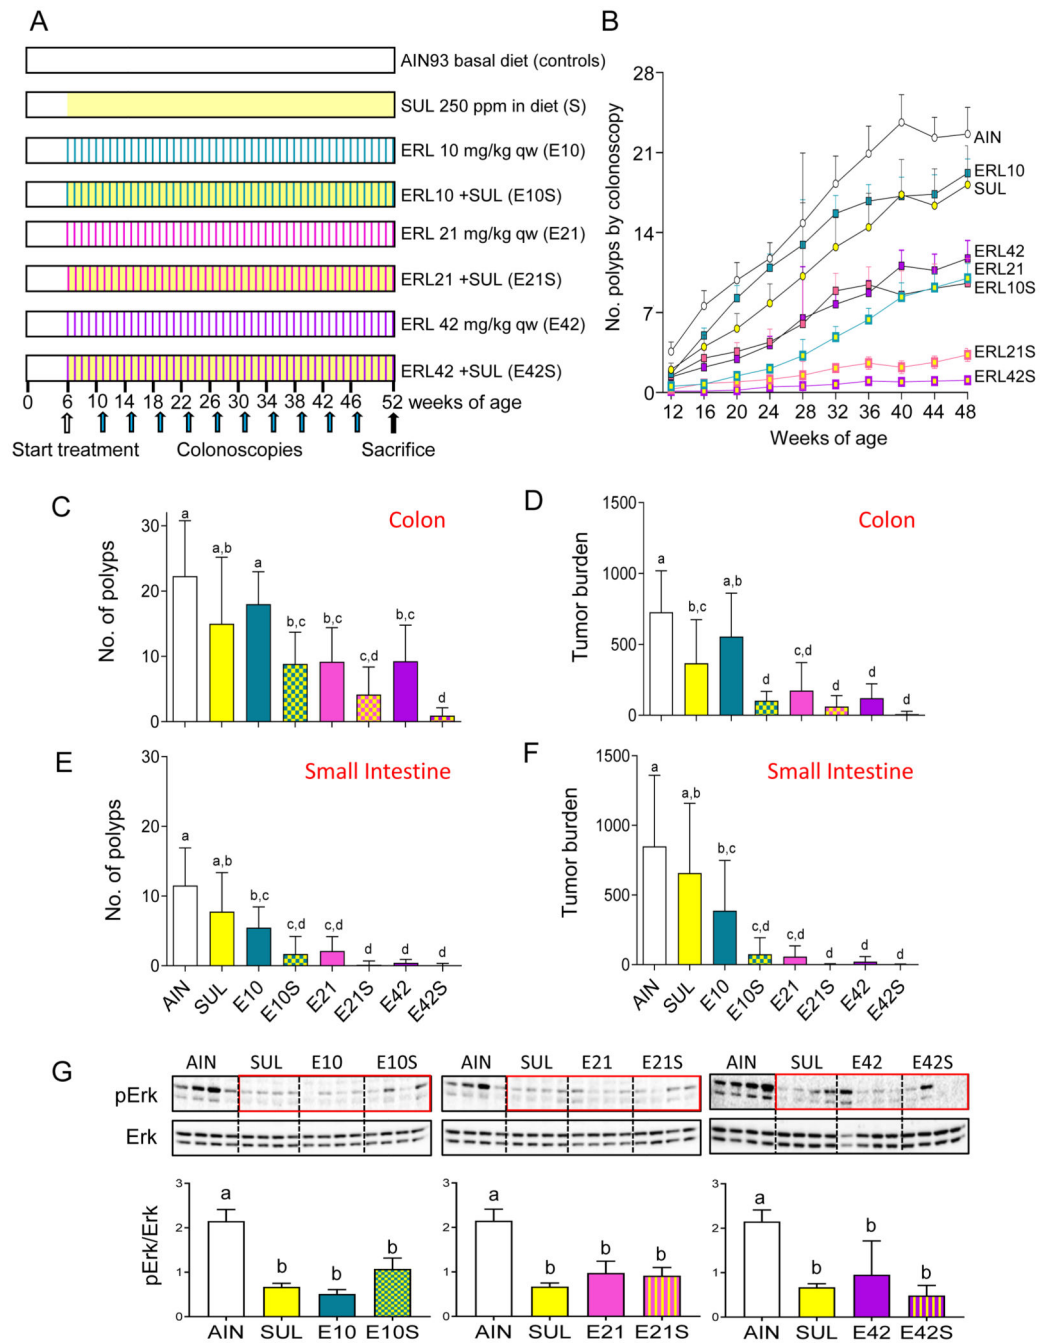 A
AIN93 basal diet (controls)
SUL 250 ppm in diet (S)
ERL 10 mg/kg qw (E10)
ERL10 +SUL (E10S)
ERL 21 mg/kg qw (E21)
ERL21 +SUL (E21S)
ERL 42 mg/kg qw (E42)
ERL42 +SUL (E42S)
0 6 10 14 18 22 26 30 34 38 42 46 52 weeks of age
Start treatment Colonoscopies Sacrifice
B
No. polyps by colonoscopy
28
21
14
7
0
12 16 20 24 28 32 36 40 44 48
Weeks of age
AIN
ERL10
SUL
ERL42
ERL21
ERL10S
ERL21S
ERL42S
C
Colon
No. of polyps
30
20
10
0
a a,b a b,c b,c c,d b,c d
D
Colon
Tumor burden
1500
1000
500
0
a b,c a,b d c,d d d d
E
Small Intestine
No. of polyps
30
20
10
0
a a,b b,c c,d c,d d d d
AIN SUL E10 E10S E21 E21S E42 E42S
F
Small Intestine
Tumor burden
1500
1000
500
0
a a,b b,c c,d c,d d d d
AIN SUL E10 E10S E21 E21S E42 E42S
G
AIN SUL E10 E10S
AIN SUL E21 E21S
AIN SUL E42 E42S
pErk
Erk
pErk/Erk
3
2
1
0
a b b b
AIN SUL E10 E10S
3
2
1
0
a b b b
AIN SUL E21 E21S
3
2
1
0
a b b b
AIN SUL E42 E42S